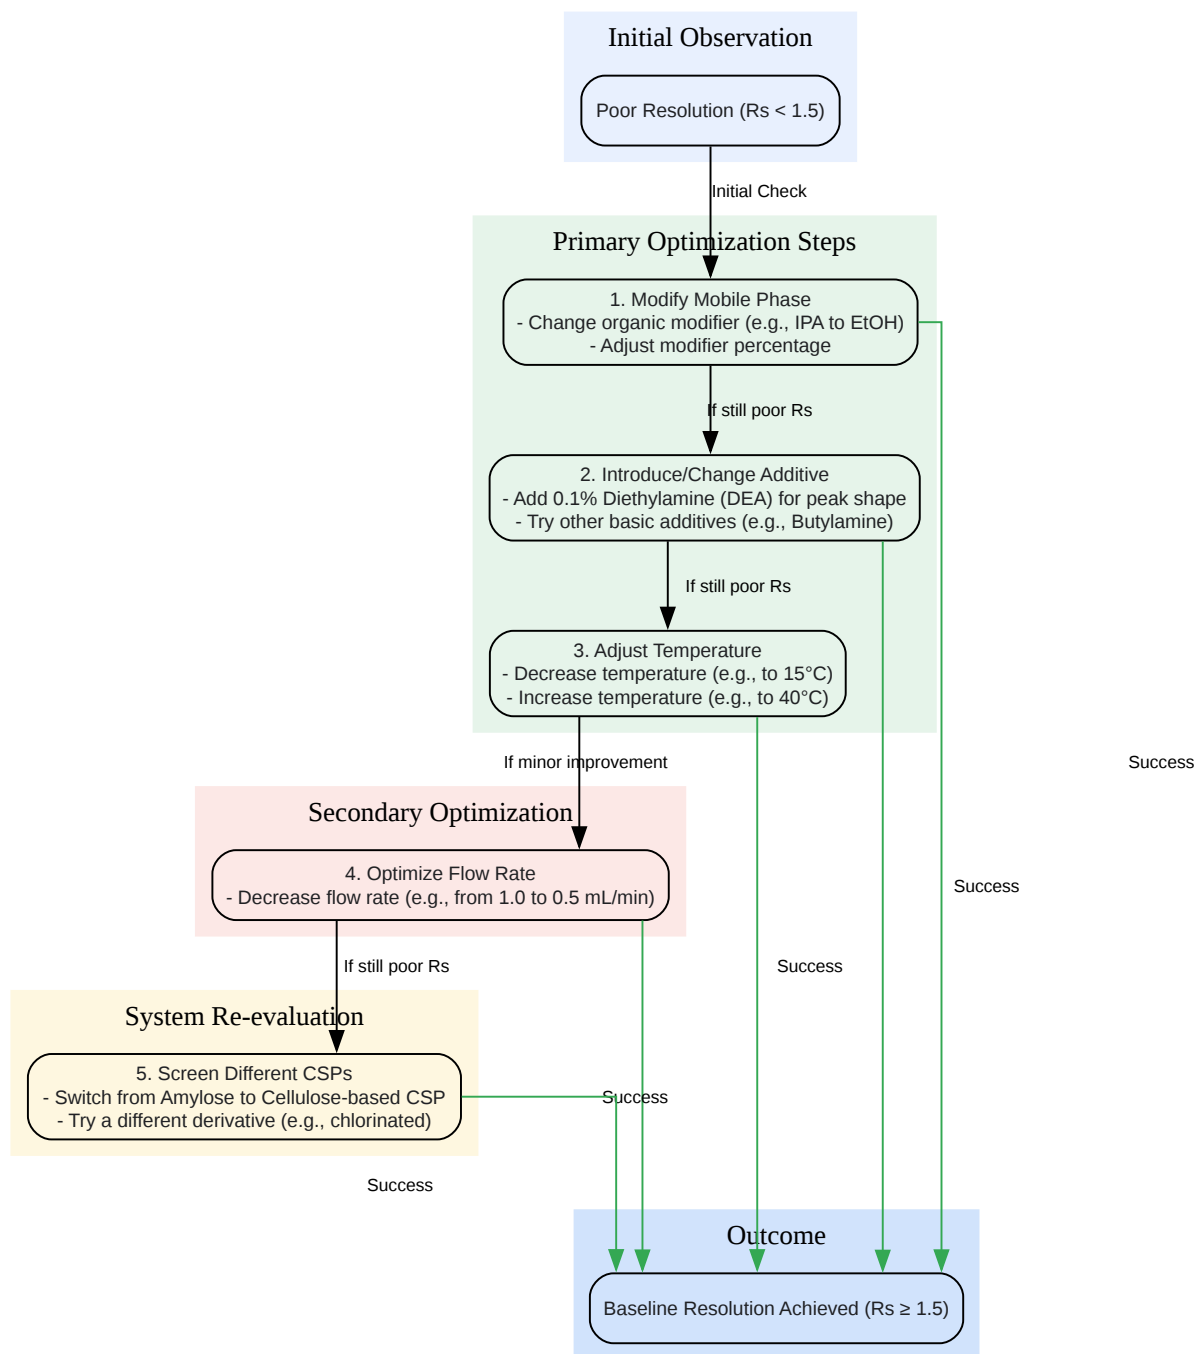 Initial Observation
Poor Resolution (Rs < 1.5)
Initial Check
Primary Optimization Steps
1. Modify Mobile Phase
- Change organic modifier (e.g., IPA to EtOH)
- Adjust modifier percentage
If still poor Rs
2. Introduce/Change Additive
- Add 0.1% Diethylamine (DEA) for peak shape
- Try other basic additives (e.g., Butylamine)
If still poor Rs
3. Adjust Temperature
- Decrease temperature (e.g., to 15°C)
- Increase temperature (e.g., to 40°C)
If minor improvement
Success
Secondary Optimization
4. Optimize Flow Rate
- Decrease flow rate (e.g., from 1.0 to 0.5 mL/min)
Success
If still poor Rs
Success
System Re-evaluation
5. Screen Different CSPs
- Switch from Amylose to Cellulose-based CSP
- Try a different derivative (e.g., chlorinated)
Success
Success
Outcome
Baseline Resolution Achieved (Rs ≥ 1.5)